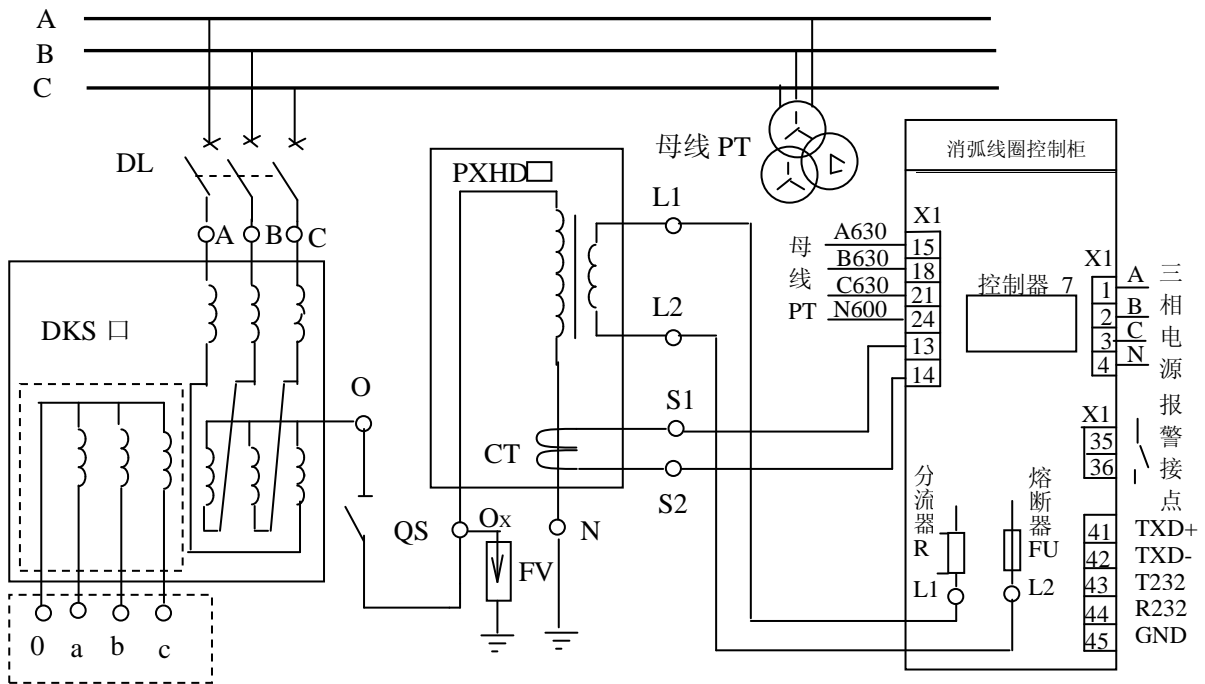 A
B
C
DL
A
B
C
DKS 口
O
0
a
b
c
QS
PXHD
CT
Ox
FV
N
母线 PT
L1
L2
S1
S2
消弧线圈控制柜
X1
母线PT
A630
B630
C630
N600
15
18
21
24
13
14
控制器 7
X1
1
2
3
4
A
B
C
N
三相电源
X1
35
36
报警接点
分流器
R
L1
熔断器
FU
L2
41
42
43
44
45
TXD+
TXD-
T232
R232
GND